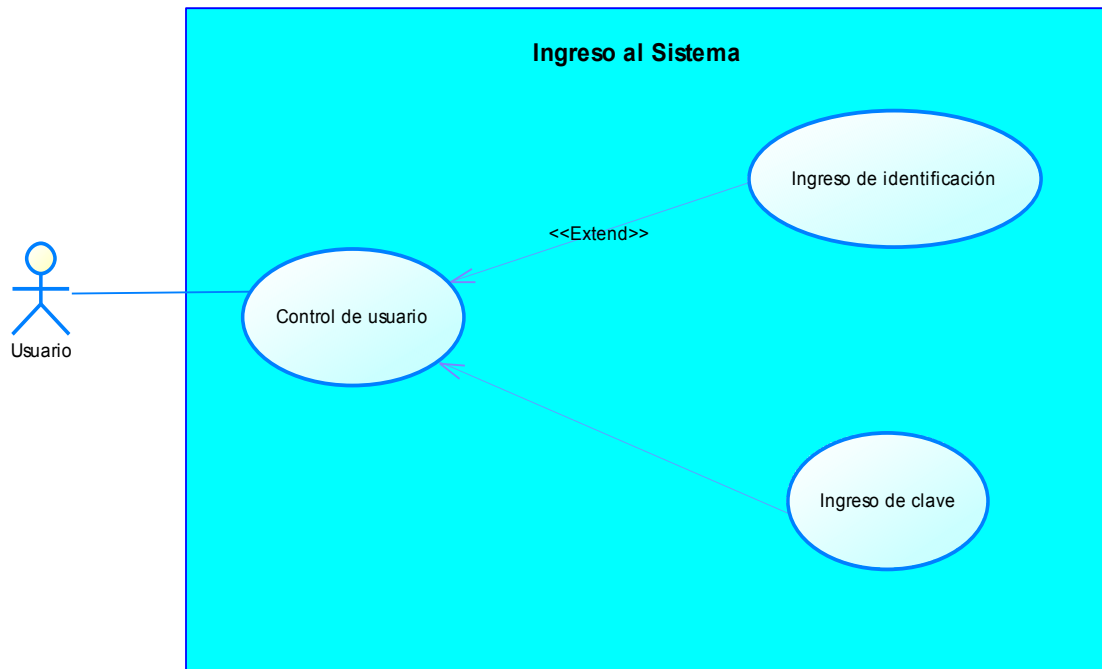 Ingreso al Sistema
Ingreso de identificación
<<Extend>>
Control de usuario
Usuario
Ingreso de clave